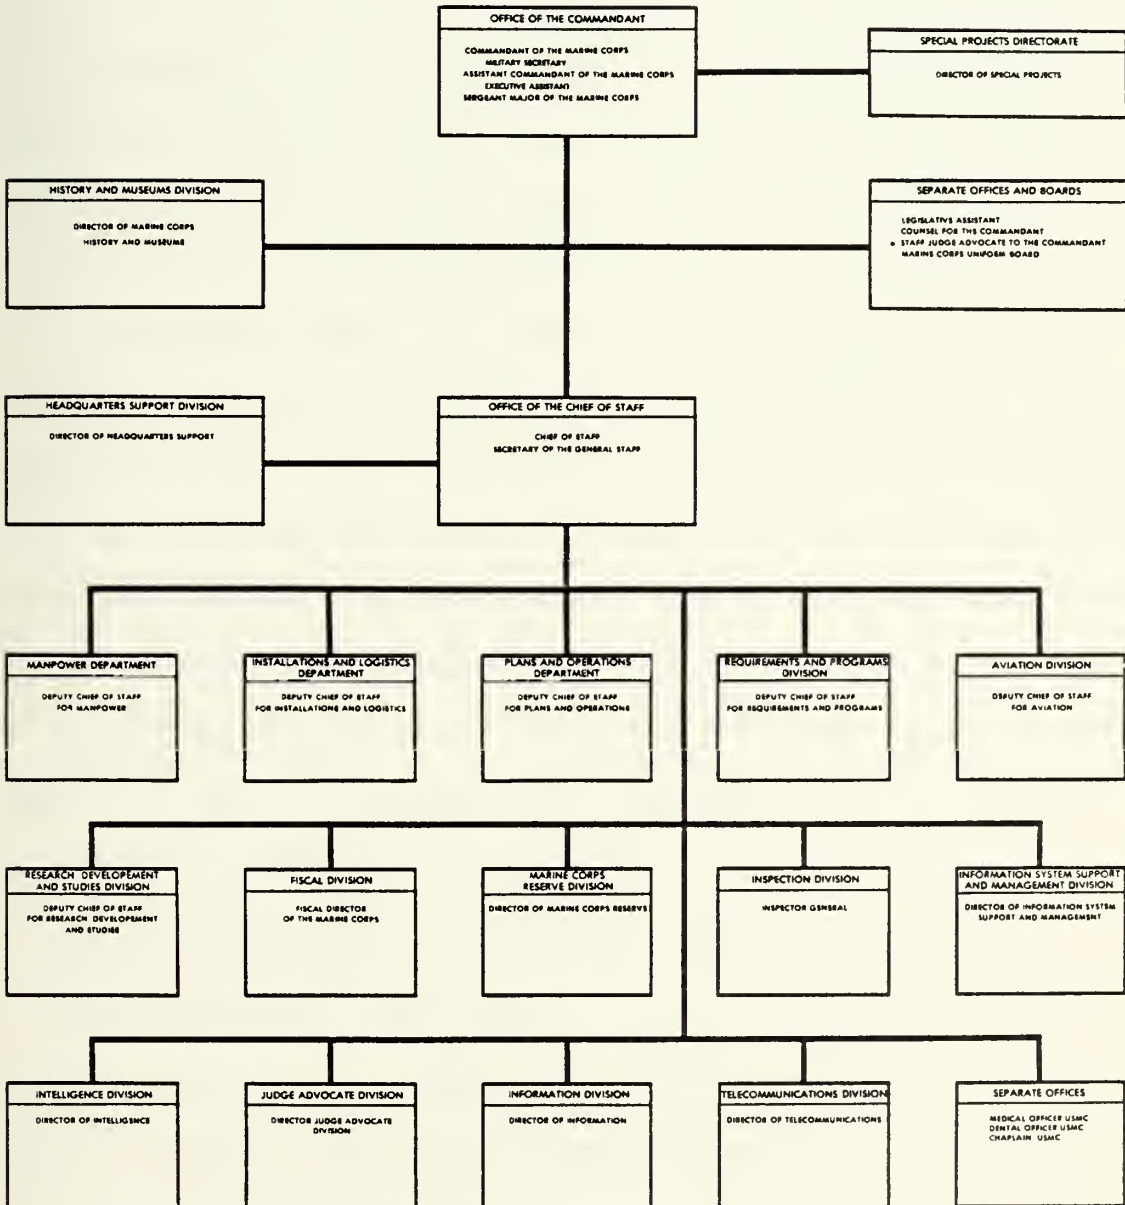 OFFICE OF THE COMMANDANT
COMMANDANT OF THE MARINE CORPS
MILITARY SECRETARY
ASSISTANT COMMANDANT OF THE MARINE CORPS
EXECUTIVE ASSISTANT
SERGEANT MAJOR OF THE MARINE CORPS
SPECIAL PROJECTS DIRECTORATE
DIRECTOR OF SPECIAL PROJECTS
HISTORY AND MUSEUMS DIVISION
DIRECTOR OF MARINE CORPS
HISTORY AND MUSEUMS
SEPARATE OFFICES AND BOARDS
LEGISLATIVE ASSISTANT
COUNSEL FOR THE COMMANDANT
• STAFF JUDGE ADVOCATE TO THE COMMANDANT
MARINE CORPS UNIFORM BOARD
HEADQUARTERS SUPPORT DIVISION
DIRECTOR OF HEADQUARTERS SUPPORT
OFFICE OF THE CHIEF OF STAFF
CHIEF OF STAFF
SECRETARY OF THE GENERAL STAFF
MANPOWER DEPARTMENT
DEPUTY CHIEF OF STAFF
FOR MANPOWER
INSTALLATIONS AND LOGISTICS
DEPARTMENT
DEPUTY CHIEF OF STAFF
FOR INSTALLATIONS AND LOGISTICS
PLANS AND OPERATIONS
DEPARTMENT
DEPUTY CHIEF OF STAFF
FOR PLANS AND OPERATIONS
REQUIREMENTS AND PROGRAMS
DIVISION
DEPUTY CHIEF OF STAFF
FOR REQUIREMENTS AND PROGRAMS
AVIATION DIVISION
DEPUTY CHIEF OF STAFF
FOR AVIATION
RESEARCH DEVELOPEMENT
AND STUDIES DIVISION
DEPUTY CHIEF OF STAFF
FOR RESEARCH DEVELOPEMENT
AND STUDIES
FISCAL DIVISION
FISCAL DIRECTOR
OF THE MARINE CORPS
MARINE CORPS
RESERVE DIVISION
DIRECTOR OF MARINE CORPS RESERVE
INSPECTION DIVISION
INSPECTOR GENERAL
INFORMATION SYSTEM SUPPORT
AND MANAGEMENT DIVISION
DIRECTOR OF INFORMATION SYSTEM
SUPPORT AND MANAGEMENT
INTELLIGENCE DIVISION
DIRECTOR OF INTELLIGENCE
JUDGE ADVOCATE DIVISION
DIRECTOR JUDGE ADVOCATE
DIVISION
INFORMATION DIVISION
DIRECTOR OF INFORMATION
TELECOMMUNICATIONS DIVISION
DIRECTOR OF TELECOMMUNICATIONS
SEPARATE OFFICES
MEDICAL OFFICER USMC
DENTAL OFFICER USMC
CHAPLAIN USMC